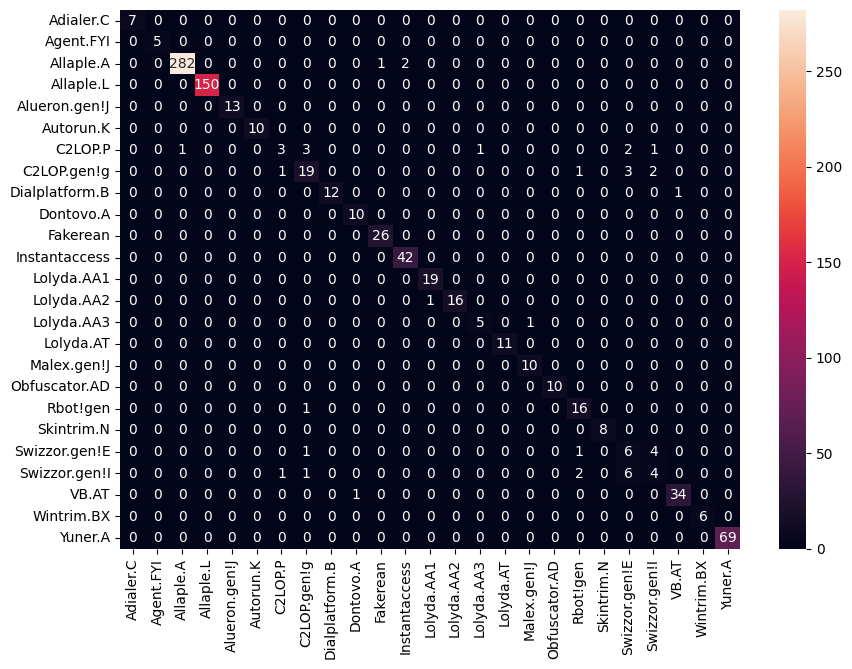 Adialer.C 7 0 0 0 0 0 0 0 0 0 0 0 0 0 0 0 0 0 0 0 0 0 0 0 0
Agent.FYI 0 5 0 0 0 0 0 0 0 0 0 0 0 0 0 0 0 0 0 0 0 0 0 0 0
Allaple.A 0 0 282 0 0 0 0 0 0 0 1 2 0 0 0 0 0 0 0 0 0 0 0 0 0
Allaple.L 0 0 0 150 0 0 0 0 0 0 0 0 0 0 0 0 0 0 0 0 0 0 0 0 0
Alueron.gen!J 0 0 0 0 13 0 0 0 0 0 0 0 0 0 0 0 0 0 0 0 0 0 0 0 0
Autorun.K 0 0 0 0 0 10 0 0 0 0 0 0 0 0 0 0 0 0 0 0 0 0 0 0 0
C2LOP.P 0 0 1 0 0 0 3 3 0 0 0 0 0 0 1 0 0 0 0 0 2 1 0 0 0
C2LOP.gen!g 0 0 0 0 0 0 1 19 0 0 0 0 0 0 0 0 0 0 1 0 3 2 0 0 0
Dialplatform.B 0 0 0 0 0 0 0 0 12 0 0 0 0 0 0 0 0 0 0 0 0 0 1 0 0
Dontovo.A 0 0 0 0 0 0 0 0 0 10 0 0 0 0 0 0 0 0 0 0 0 0 0 0 0
Fakerean 0 0 0 0 0 0 0 0 0 0 26 0 0 0 0 0 0 0 0 0 0 0 0 0 0
Instantaccess 0 0 0 0 0 0 0 0 0 0 0 42 0 0 0 0 0 0 0 0 0 0 0 0 0
Lolyda.AA1 0 0 0 0 0 0 0 0 0 0 0 0 19 0 0 0 0 0 0 0 0 0 0 0 0
Lolyda.AA2 0 0 0 0 0 0 0 0 0 0 0 0 1 16 0 0 0 0 0 0 0 0 0 0 0
Lolyda.AA3 0 0 0 0 0 0 0 0 0 0 0 0 0 0 5 0 1 0 0 0 0 0 0 0 0
Lolyda.AT 0 0 0 0 0 0 0 0 0 0 0 0 0 0 0 11 0 0 0 0 0 0 0 0 0
Malex.gen!J 0 0 0 0 0 0 0 0 0 0 0 0 0 0 0 0 10 0 0 0 0 0 0 0 0
Obfuscator.AD 0 0 0 0 0 0 0 0 0 0 0 0 0 0 0 0 0 10 0 0 0 0 0 0 0
Rbot!gen 0 0 0 0 0 0 0 1 0 0 0 0 0 0 0 0 0 0 16 0 0 0 0 0 0
Skintrim.N 0 0 0 0 0 0 0 0 0 0 0 0 0 0 0 0 0 0 0 8 0 0 0 0 0
Swizzor.gen!E 0 0 0 0 0 0 0 1 0 0 0 0 0 0 0 0 0 0 1 0 6 4 0 0 0
Swizzor.gen!I 0 0 0 0 0 0 1 1 0 0 0 0 0 0 0 0 0 0 2 0 6 4 0 0 0
VB.AT 0 0 0 0 0 0 0 0 0 1 0 0 0 0 0 0 0 0 0 0 0 0 34 0 0
Wintrim.BX 0 0 0 0 0 0 0 0 0 0 0 0 0 0 0 0 0 0 0 0 0 0 0 6 0
Yuner.A 0 0 0 0 0 0 0 0 0 0 0 0 0 0 0 0 0 0 0 0 0 0 0 0 69
Adialer.C
Agent.FYI
Allaple.A
Allaple.L
Alueron.gen!J
Autorun.K
C2LOP.P
C2LOP.gen!g
Dialplatform.B
Dontovo.A
Fakerean
Instantaccess
Lolyda.AA1
Lolyda.AA2
Lolyda.AA3
Lolyda.AT
Malex.gen!J
Obfuscator.AD
Rbot!gen
Skintrim.N
Swizzor.gen!E
Swizzor.gen!I
VB.AT
Wintrim.BX
Yuner.A
250
200
150
100
50
0